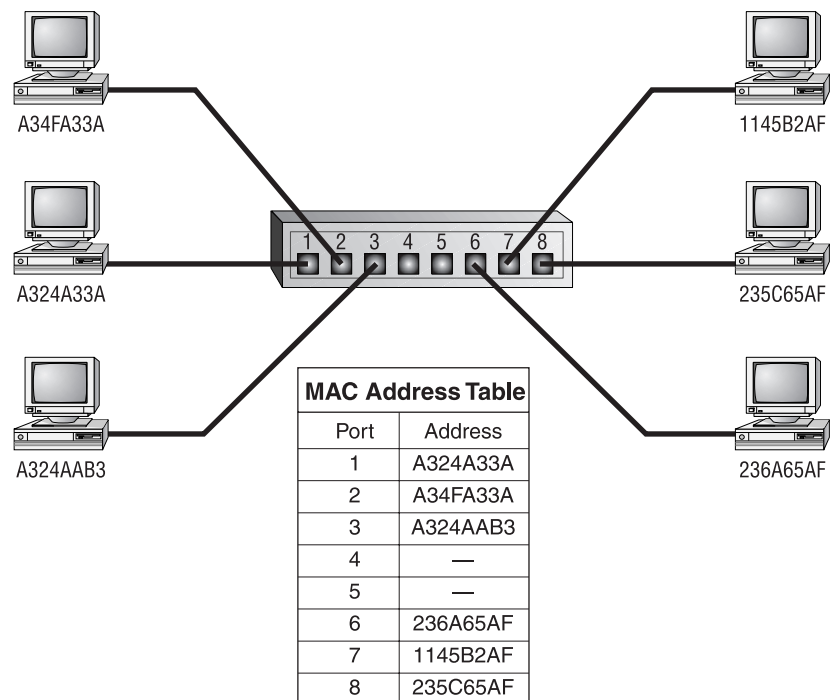 A34FA33A
1145B2AF
1 2 3 4 5 6 7 8
A324A33A
235C65AF
A324AAB3
236A65AF
MAC Address Table
Port Address
1 A324A33A
2 A34FA33A
3 A324AAB3
4 —
5 —
6 236A65AF
7 1145B2AF
8 235C65AF